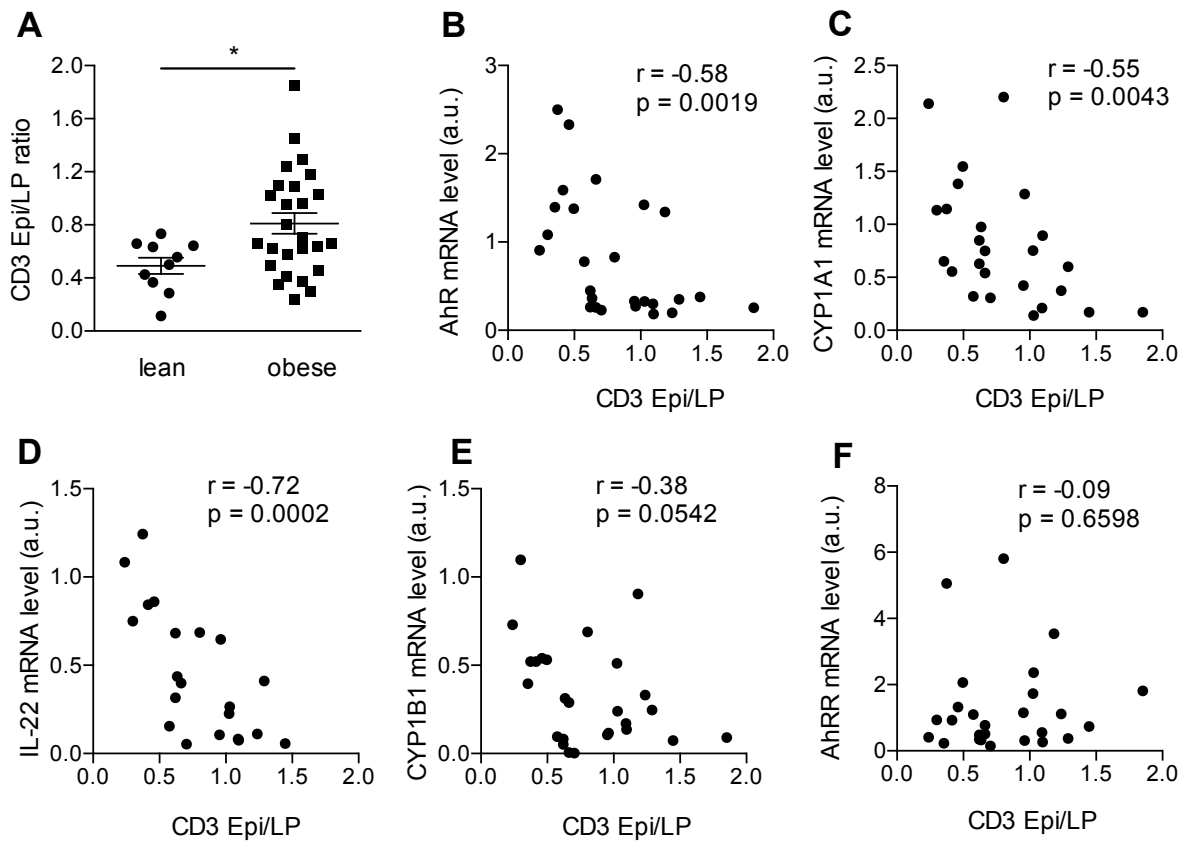 A
*
CD3 Epi/LP ratio
2.0
1.6
1.2
0.8
0.4
0.0
lean obese
B
r = -0.58
p = 0.0019
AhR mRNA level (a.u.)
3
2
1
0
0.0 0.5 1.0 1.5 2.0
CD3 Epi/LP
C
r = -0.55
p = 0.0043
CYP1A1 mRNA level (a.u.)
2.5
2.0
1.5
1.0
0.5
0.0
0.0 0.5 1.0 1.5 2.0
CD3 Epi/LP
D
r = -0.72
p = 0.0002
IL-22 mRNA level (a.u.)
1.5
1.0
0.5
0.0
0.0 0.5 1.0 1.5 2.0
CD3 Epi/LP
E
r = -0.38
p = 0.0542
CYP1B1 mRNA level (a.u.)
1.5
1.0
0.5
0.0
0.0 0.5 1.0 1.5 2.0
CD3 Epi/LP
F
r = -0.09
p = 0.6598
AhRR mRNA level (a.u.)
8
6
4
2
0
0.0 0.5 1.0 1.5 2.0
CD3 Epi/LP